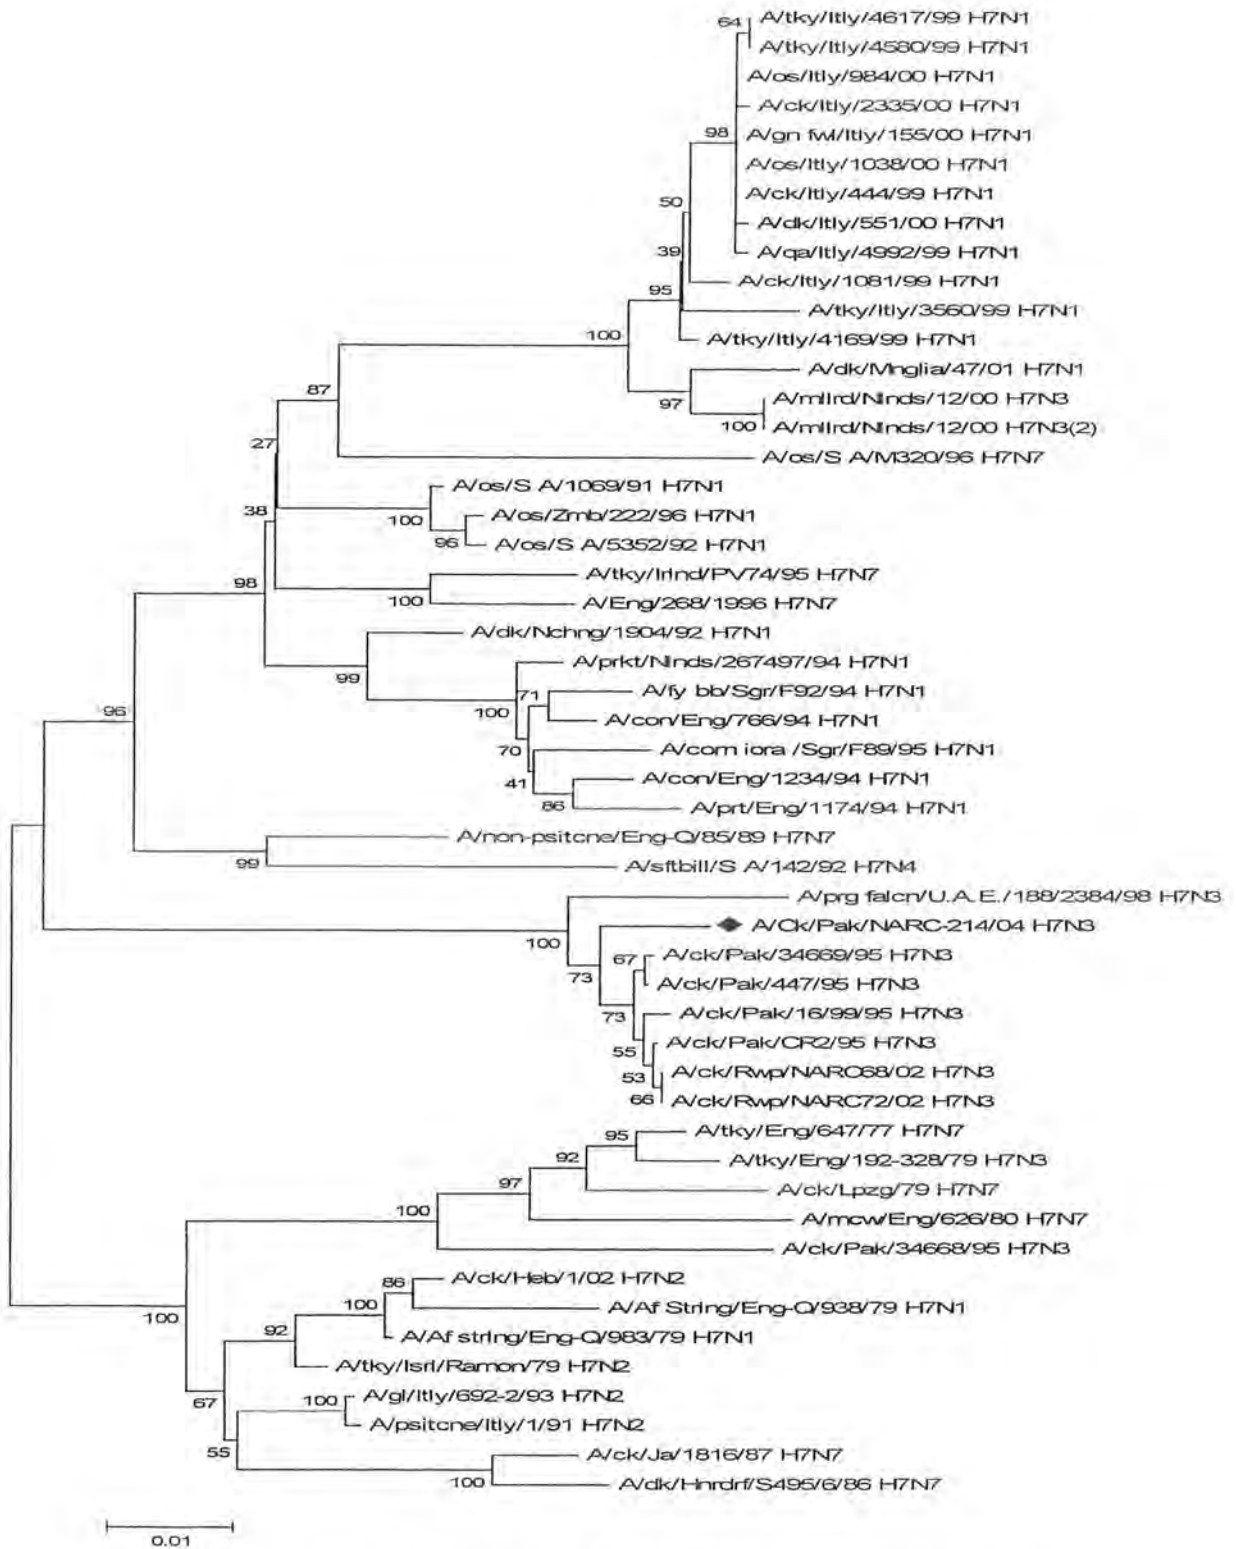 64
A/tky/Itly/4617/99 H7N1
A/tky/Itly/4580/99 H7N1
A/os/Itly/984/00 H7N1
A/ck/Itly/2335/00 H7N1
98
A/gn fwl/Itly/155/00 H7N1
A/os/Itly/1038/00 H7N1
A/ck/Itly/444/99 H7N1
50
A/dk/Itly/551/00 H7N1
39
A/qa/Itly/4992/99 H7N1
95
A/ck/Itly/1081/99 H7N1
A/tky/Itly/3560/99 H7N1
100
A/tky/Itly/4169/99 H7N1
A/dk/Mnglia/47/01 H7N1
87
97
A/mllrd/Nlnds/12/00 H7N3
100
A/mllrd/Nlnds/12/00 H7N3(2)
27
A/os/S A/M320/96 H7N7
A/os/S A/1069/91 H7N1
38
100
A/os/Zmb/222/96 H7N1
96
A/os/S A/5352/92 H7N1
98
A/tky/Irlnd/PV74/95 H7N7
100
A/Eng/268/1996 H7N7
A/dk/Nchng/1904/92 H7N1
99
A/prkt/Nlnds/267497/94 H7N1
71
A/fy bb/Sgr/F92/94 H7N1
96
100
A/con/Eng/766/94 H7N1
70
A/com iora /Sgr/F89/95 H7N1
41
A/con/Eng/1234/94 H7N1
86
A/prt/Eng/1174/94 H7N1
A/non-psitcne/Eng-Q/85/89 H7N7
99
A/sftbill/S A/142/92 H7N4
A/prg falcn/U.A.E./188/2384/98 H7N3
100
A/Ck/Pak/NARC-214/04 H7N3
67
A/ck/Pak/34669/95 H7N3
73
A/ck/Pak/447/95 H7N3
73
A/ck/Pak/16/99/95 H7N3
55
A/ck/Pak/CR2/95 H7N3
53
A/ck/Rwp/NARC68/02 H7N3
66
A/ck/Rwp/NARC72/02 H7N3
95
A/tky/Eng/647/77 H7N7
92
A/tky/Eng/192-328/79 H7N3
97
A/ck/Lpzg/79 H7N7
100
A/mcw/Eng/626/80 H7N7
A/ck/Pak/34668/95 H7N3
86
A/ck/Heb/1/02 H7N2
100
100
A/Af Strlng/Eng-Q/938/79 H7N1
92
A/Af strlng/Eng-Q/983/79 H7N1
A/tky/Isrl/Ramon/79 H7N2
67
100
A/gl/Itly/692-2/93 H7N2
A/psitcne/Itly/1/91 H7N2
55
A/ck/Ja/1816/87 H7N7
100
A/dk/Hnrdrf/S495/6/86 H7N7
0.01